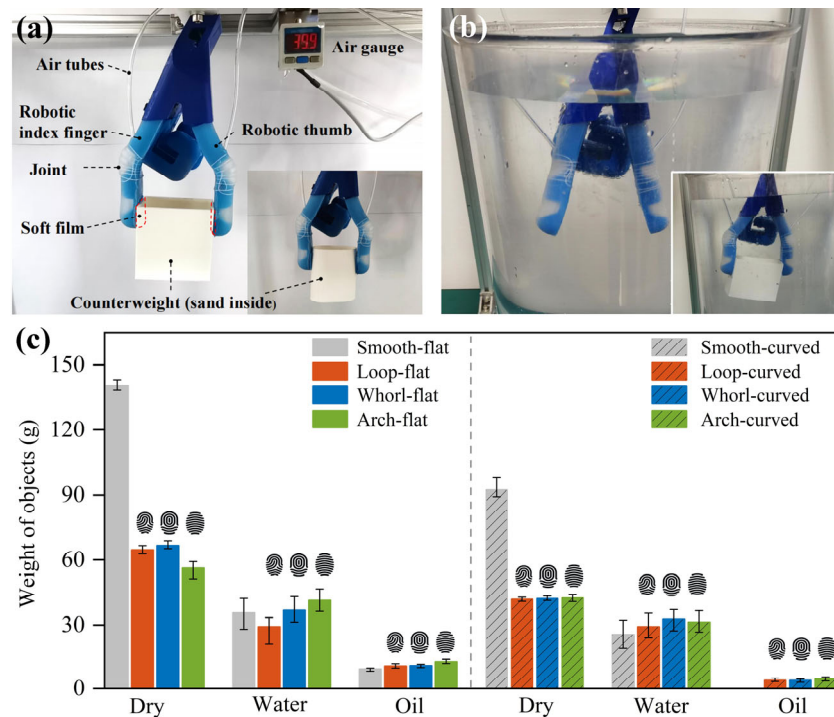 (a)
Air tubes
39.9
Air gauge
Robotic
index finger
Robotic thumb
Joint
Soft film
Counterweight (sand inside)
(b)
(c)
Weight of objects (g)
150
120
90
60
30
0
Smooth-flat
Loop-flat
Whorl-flat
Arch-flat
Smooth-curved
Loop-curved
Whorl-curved
Arch-curved
Dry Water Oil Dry Water Oil